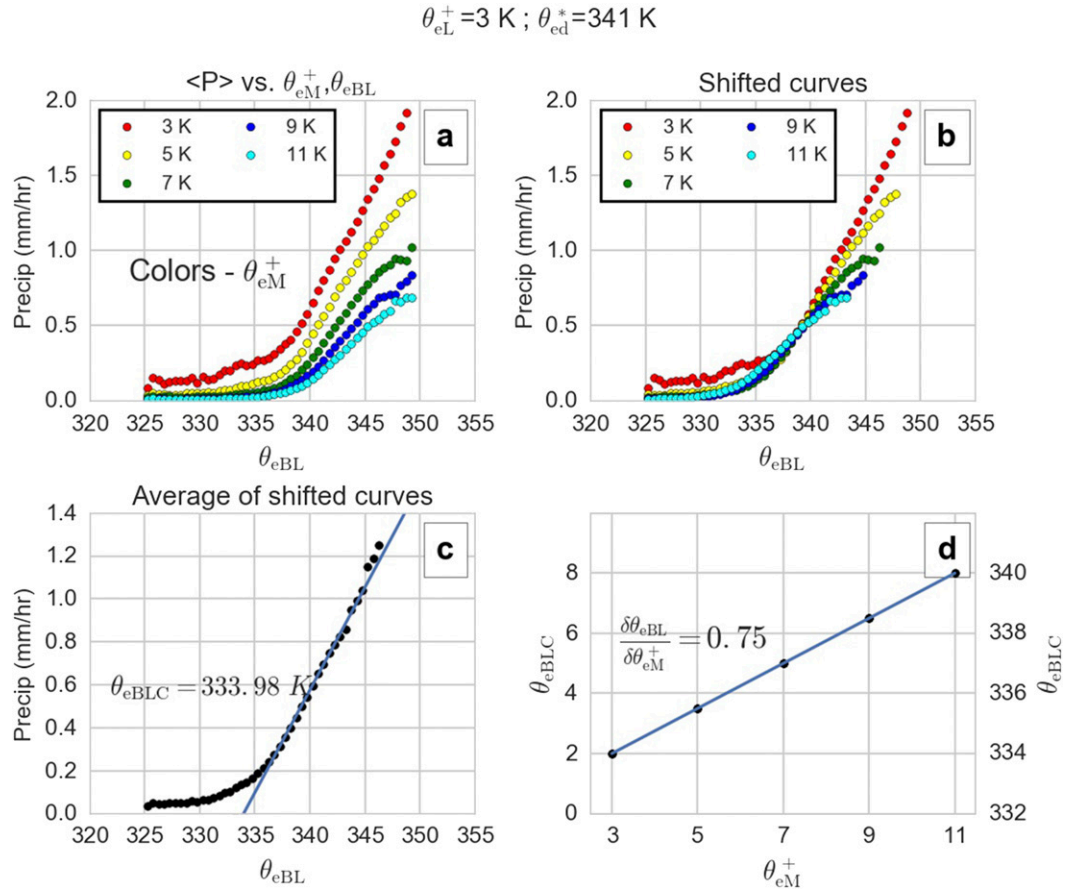 θ⁺eL =3 K ; θ*ed=341 K
<P> vs. θ⁺eM,θeBL
a
3 K
9 K
5 K
11 K
7 K
Colors - θ⁺eM
Precip (mm/hr)
2.0
1.5
1.0
0.5
0.0
320 325 330 335 340 345 350 355
θeBL
Shifted curves
b
3 K
9 K
5 K
11 K
7 K
Precip (mm/hr)
2.0
1.5
1.0
0.5
0.0
320 325 330 335 340 345 350 355
θeBL
Average of shifted curves
c
θeBLC = 333.98 K
Precip (mm/hr)
1.4
1.2
1.0
0.8
0.6
0.4
0.2
0.0
320 325 330 335 340 345 350 355
θeBL
d
δθeBL
δθ⁺eM
= 0.75
θeBLC
8
6
4
2
0
340
338
336
334
332
θeBLC
3 5 7 9 11
θ⁺eM